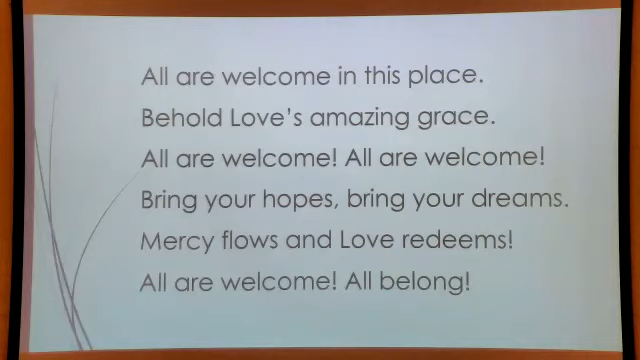 All are welcome in this place.
Behold Love's amazing grace.
All are welcome! All are welcome!
Bring your hopes, bring your dreams.
Mercy flows and Love redeems!
All are welcome! All belong!